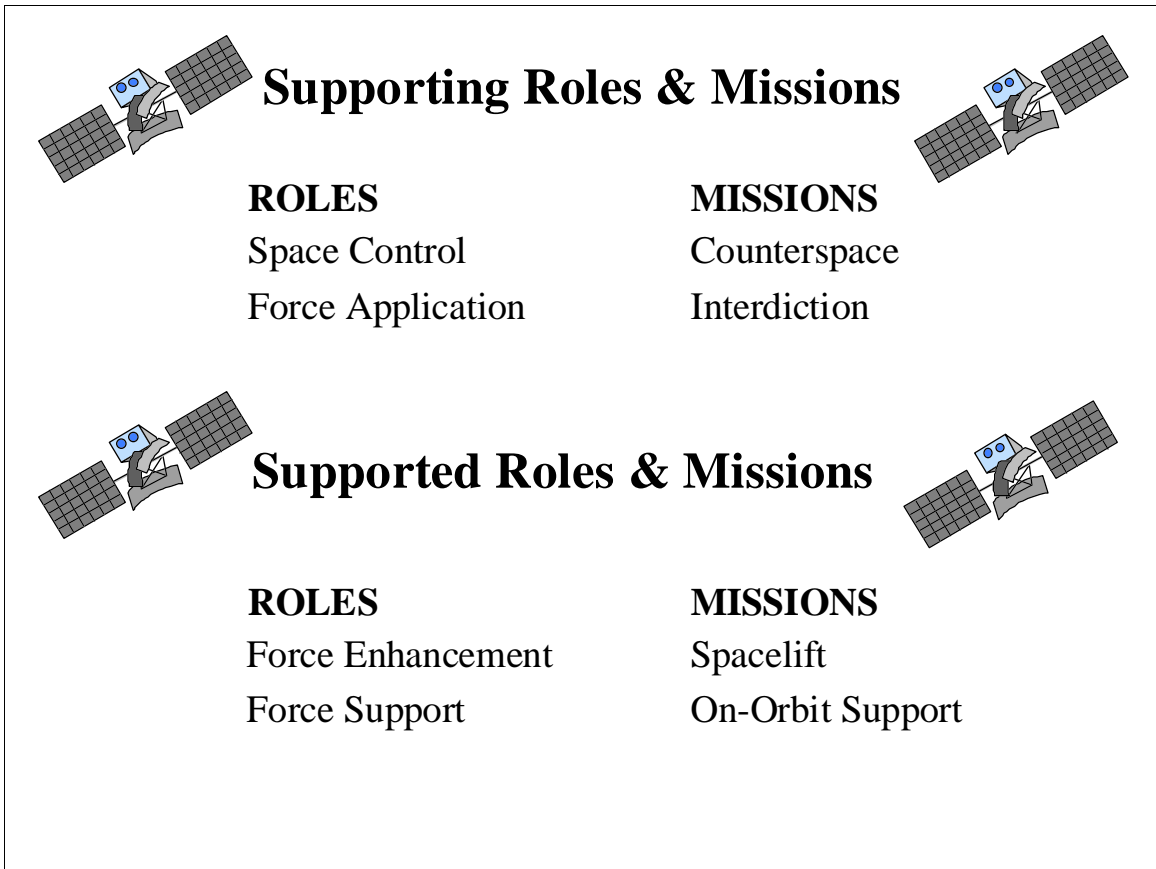 Supporting Roles & Missions
ROLES MISSIONS
Space Control Counterspace
Force Application Interdiction
Supported Roles & Missions
ROLES MISSIONS
Force Enhancement Spacelift
Force Support On-Orbit Support